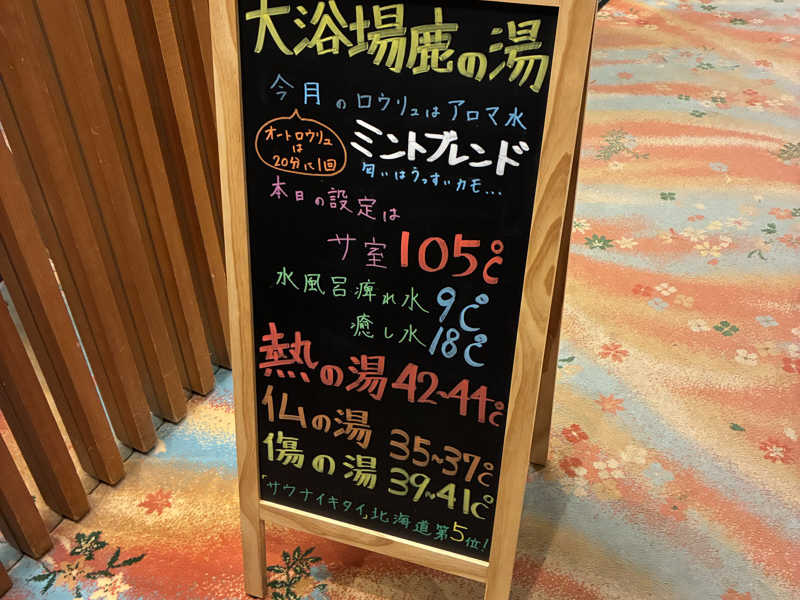 大浴場鹿の湯
今月のロウリュはアロマ水
オートロウリュ
は
20分に1回
ミントブレンド
匂いはうっすいカモ...
本日の設定は
サ室 105℃
水風呂痺れ水 9℃
癒し水 18℃
熱の湯 42~44℃
仏の湯 35~37℃
傷の湯 39~41℃
「サウナイキタイ」北海道第5位!